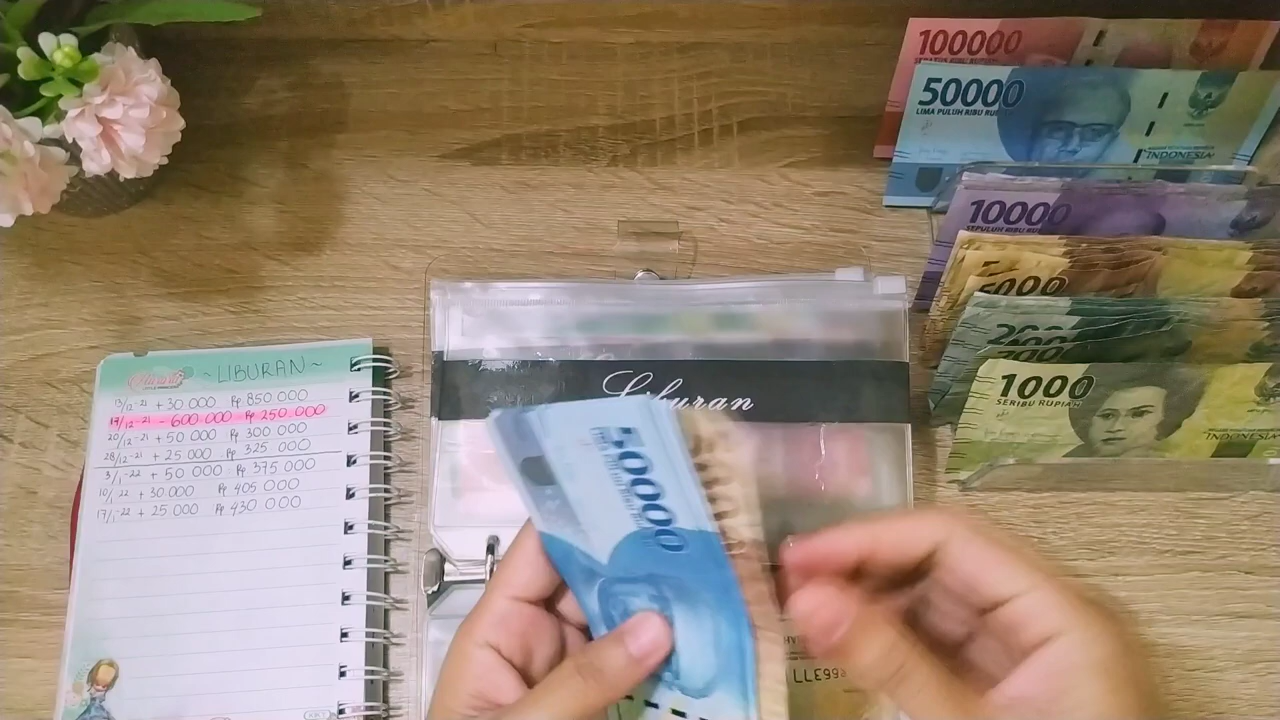 ~LIBURAN~
13/12-21 + 30 000 Rp 850 000
19/12-21 - 600 000 Rp 250.000
20/12-21 + 50 000 Rp 300 000
28/12-21 + 25 000 Rp 325 000
3/1-22 + 50 000 Rp 375 000
10/1-22 + 30.000 Rp 405 000
17/1-22 + 25 000 Rp 430 000
Liburan
50000
100000
50000
LIMA PULUH RIBU RUPIAH
INDONESIA
10000
SEPULUH RIBU
5000
2000
2000
1000
SERIBU RUPIAH
INDONESIA